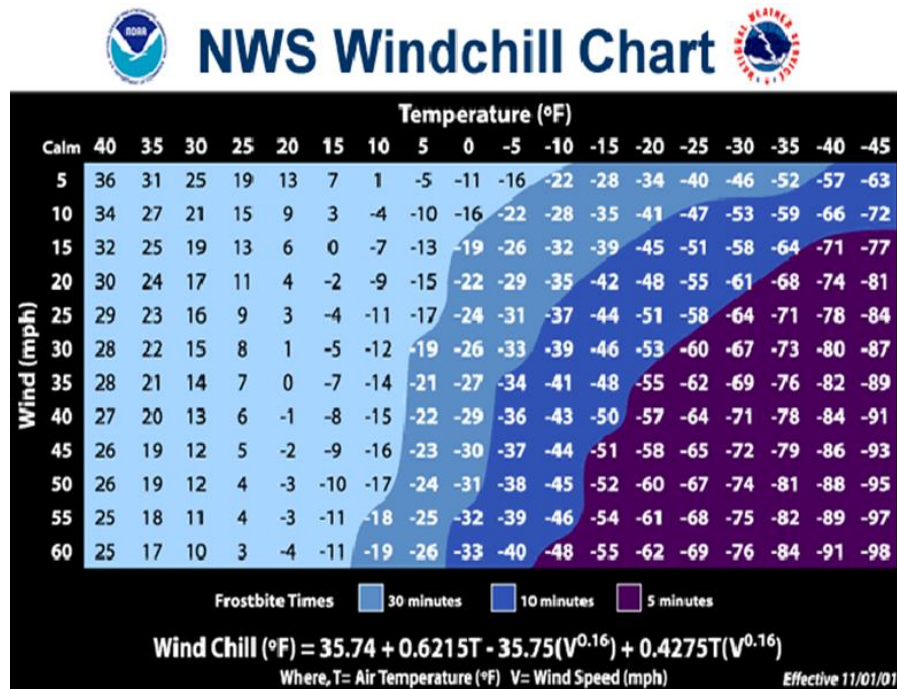 NOAA
NWS Windchill Chart
NATIONAL WEATHER SERVICE
Temperature (ºF)
Calm 40 35 30 25 20 15 10 5 0 -5 -10 -15 -20 -25 -30 -35 -40 -45
Wind (mph)
5 36 31 25 19 13 7 1 -5 -11 -16 -22 -28 -34 -40 -46 -52 -57 -63
10 34 27 21 15 9 3 -4 -10 -16 -22 -28 -35 -41 -47 -53 -59 -66 -72
15 32 25 19 13 6 0 -7 -13 -19 -26 -32 -39 -45 -51 -58 -64 -71 -77
20 30 24 17 11 4 -2 -9 -15 -22 -29 -35 -42 -48 -55 -61 -68 -74 -81
25 29 23 16 9 3 -4 -11 -17 -24 -31 -37 -44 -51 -58 -64 -71 -78 -84
30 28 22 15 8 1 -5 -12 -19 -26 -33 -39 -46 -53 -60 -67 -73 -80 -87
35 28 21 14 7 0 -7 -14 -21 -27 -34 -41 -48 -55 -62 -69 -76 -82 -89
40 27 20 13 6 -1 -8 -15 -22 -29 -36 -43 -50 -57 -64 -71 -78 -84 -91
45 26 19 12 5 -2 -9 -16 -23 -30 -37 -44 -51 -58 -65 -72 -79 -86 -93
50 26 19 12 4 -3 -10 -17 -24 -31 -38 -45 -52 -60 -67 -74 -81 -88 -95
55 25 18 11 4 -3 -11 -18 -25 -32 -39 -46 -54 -61 -68 -75 -82 -89 -97
60 25 17 10 3 -4 -11 -19 -26 -33 -40 -48 -55 -62 -69 -76 -84 -91 -98
Frostbite Times 30 minutes 10 minutes 5 minutes
Wind Chill (ºF) = 35.74 + 0.6215T - 35.75(V^0.16) + 0.4275T(V^0.16)
Where, T= Air Temperature (ºF) V= Wind Speed (mph)
Effective 11/01/01